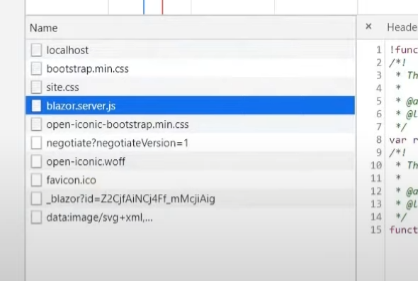 Name
localhost
bootstrap.min.css
site.css
blazor.server.js
open-iconic-bootstrap.min.css
negotiate?negotiateVersion=1
open-iconic.woff
favicon.ico
_blazor?id=Z2CjfAiNCj4Ff_mMcjiAig
data:image/svg+xml,...
× Heade
1 !func
2 /*!
3 * Th
4 *
5 * @a
6 * @l
7 */
8 var r
9 /*!
10 * Th
11 *
12 * @a
13 * @l
14 */
15 funct